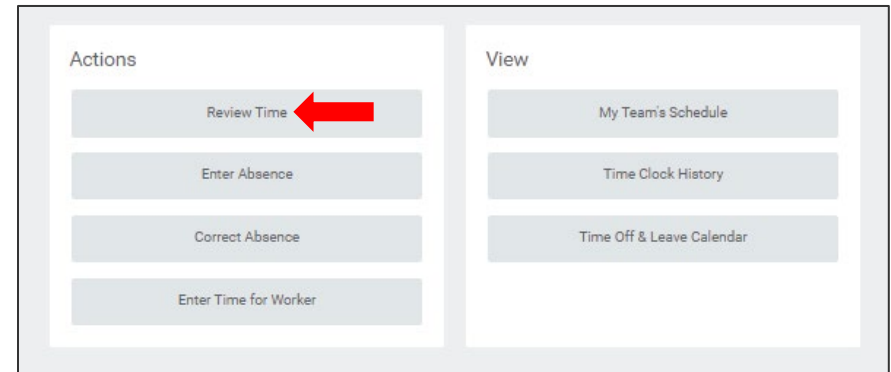 Actions
Review Time
Enter Absence
Correct Absence
Enter Time for Worker
View
My Team's Schedule
Time Clock History
Time Off & Leave Calendar